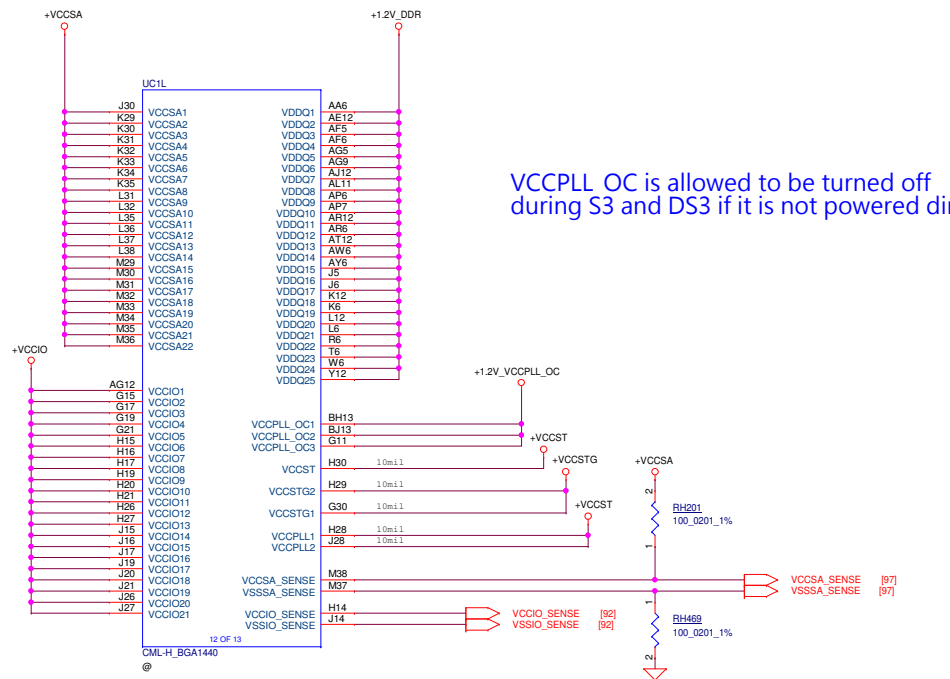 +VCCSA
+1.2V_DDR
UC1L
J30 VCCSA1 VDDQ1 AA6
K29 VCCSA2 VDDQ2 AE12
K30 VCCSA3 VDDQ3 AF5
K31 VCCSA4 VDDQ4 AF6
K32 VCCSA5 VDDQ5 AG5
K33 VCCSA6 VDDQ6 AG9
K34 VCCSA7 VDDQ7 AJ12
K35 VCCSA8 VDDQ8 AL11
L31 VCCSA9 VDDQ9 AP6
L32 VCCSA10 VDDQ10 AP7
L35 VCCSA11 VDDQ11 AR12
L36 VCCSA12 VDDQ12 AR6
L37 VCCSA13 VDDQ13 AT12
L38 VCCSA14 VDDQ14 AW6
M29 VCCSA15 VDDQ15 AY6
M30 VCCSA16 VDDQ16 J5
M31 VCCSA17 VDDQ17 J6
M32 VCCSA18 VDDQ18 K12
M33 VCCSA19 VDDQ19 K6
M34 VCCSA20 VDDQ20 L12
M35 VCCSA21 VDDQ21 L6
M36 VCCSA22 VDDQ22 R6
VDDQ23 T6
VDDQ24 W6
VDDQ25 Y12
VCCPLL_OC is allowed to be turned off
during S3 and DS3 if it is not powered
+VCCIO
AG12 VCCIO1
G15 VCCIO2
G17 VCCIO3
G19 VCCIO4
G21 VCCIO5
H15 VCCIO6
H16 VCCIO7
H17 VCCIO8
H19 VCCIO9
H20 VCCIO10
H21 VCCIO11
H26 VCCIO12
H27 VCCIO13
J15 VCCIO14
J16 VCCIO15
J17 VCCIO16
J19 VCCIO17
J20 VCCIO18
J21 VCCIO19
J26 VCCIO20
J27 VCCIO21
+1.2V_VCCPLL_OC
VCCPLL_OC1 BH13
VCCPLL_OC2 BJ13
VCCPLL_OC3 G11
+VCCST
VCCST H30 10mil
+VCCSTG
VCCSTG2 H29 10mil
VCCSTG1 G30 10mil
+VCCST
VCCPLL1 H28 10mil
VCCPLL2 J28 10mil
+VCCSA
2
RH201
100_0201_1%
1
VCCSA_SENSE M38 VCCSA_SENSE [97]
VSSSA_SENSE M37 VSSSA_SENSE [97]
VCCIO_SENSE H14 VCCIO_SENSE [92]
VSSIO_SENSE J14 VSSIO_SENSE [92]
1
RH469
100_0201_1%
2
12 OF 13
CML-H_BGA1440
@